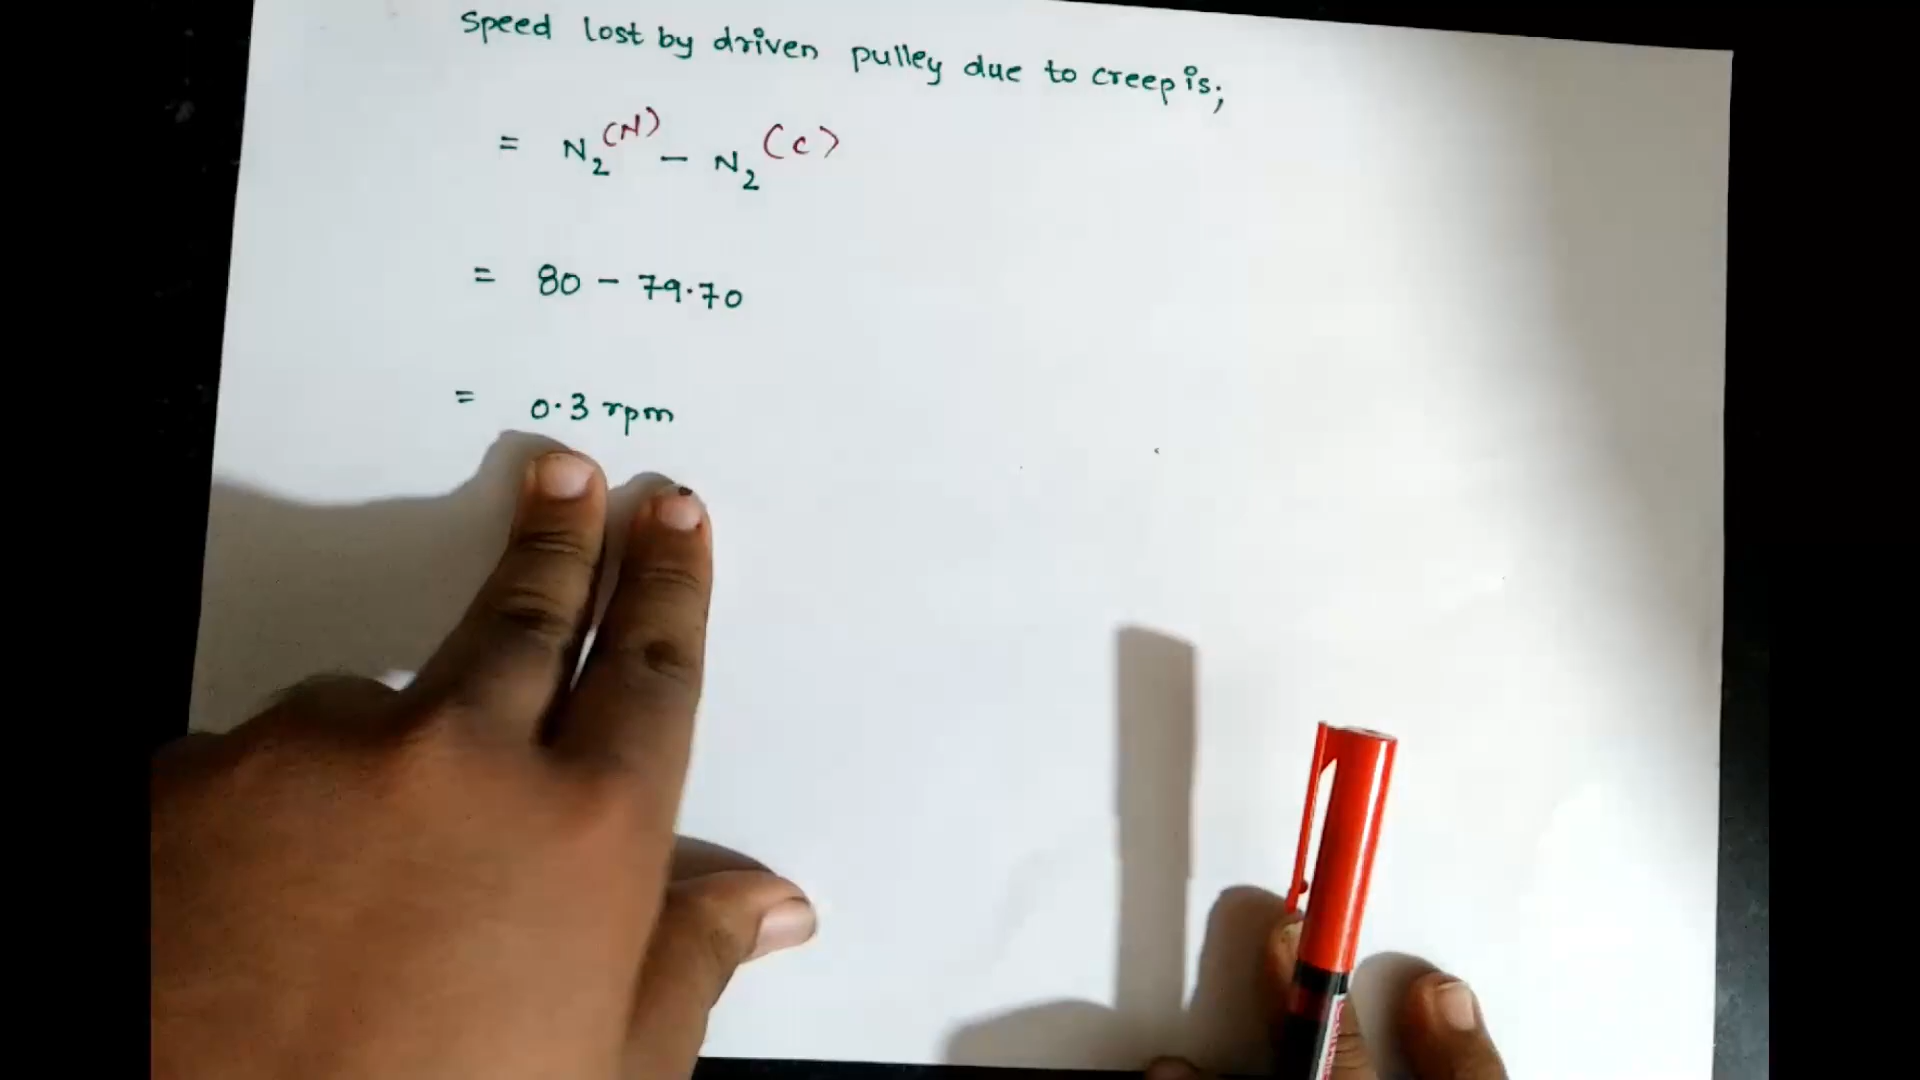 Speed lost by driven pulley due to creep is;
= N₂⁽ᴺ⁾ - N₂⁽ᶜ⁾
= 80 - 79.70
= 0.3 rpm